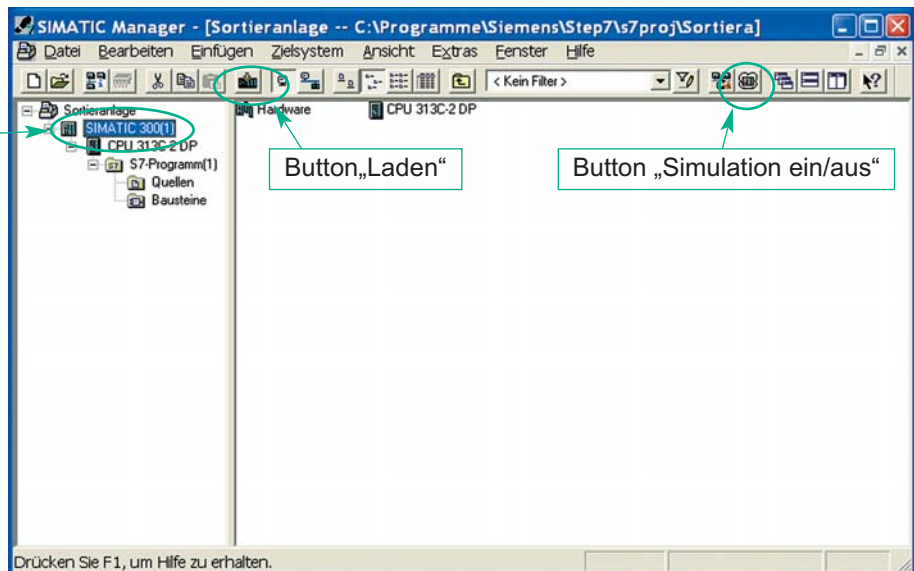 SIMATIC Manager - [Sortieranlage -- C:\Programme\Siemens\Step7\s7proj\Sortiera]
Datei Bearbeiten Einfügen Zielsystem Ansicht Extras Fenster Hilfe
< Kein Filter >
Sortieranlage
SIMATIC 300(1)
CPU 313C-2 DP
S7-Programm(1)
Quellen
Bausteine
Hardware CPU 313C-2 DP
Button„Laden“
Button „Simulation ein/aus“
Drücken Sie F1, um Hilfe zu erhalten.